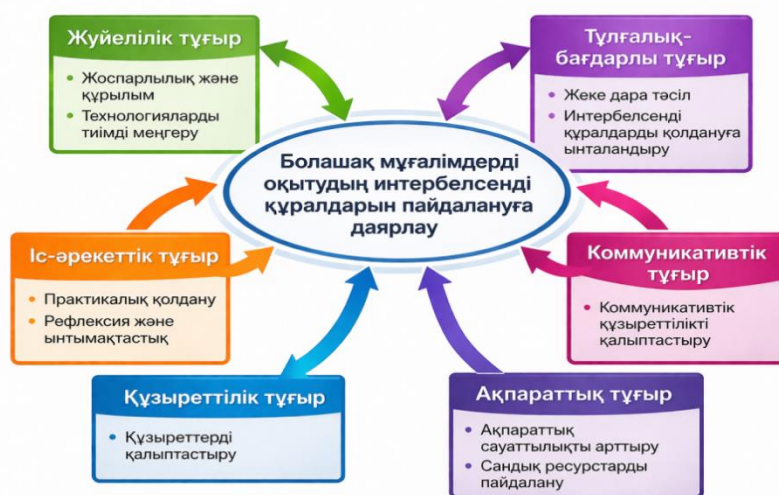 Жүйелілік тұғыр
• Жоспарлылық және
құрылым
• Технологияларды
тиімді меңгеру
Тұлғалық-
бағдарлы тұғыр
• Жеке дара тәсіл
• Интербелсенді
құралдарды қолдануға
ынталандыру
Болашақ мұғалімдерді
оқытудың интербелсенді
құралдарын пайдалануға
даярлау
Іс-әрекеттік тұғыр
• Практикалық қолдану
• Рефлексия және
ынтымақтастық
Коммуникативтік
тұғыр
• Коммуникативтік
құзыреттілікті
қалыптастыру
Құзыреттілік тұғыр
• Құзыреттерді
қалыптастыру
Ақпараттық тұғыр
• Ақпараттық
сауаттылықты арттыру
• Сандық ресурстарды
пайдалану